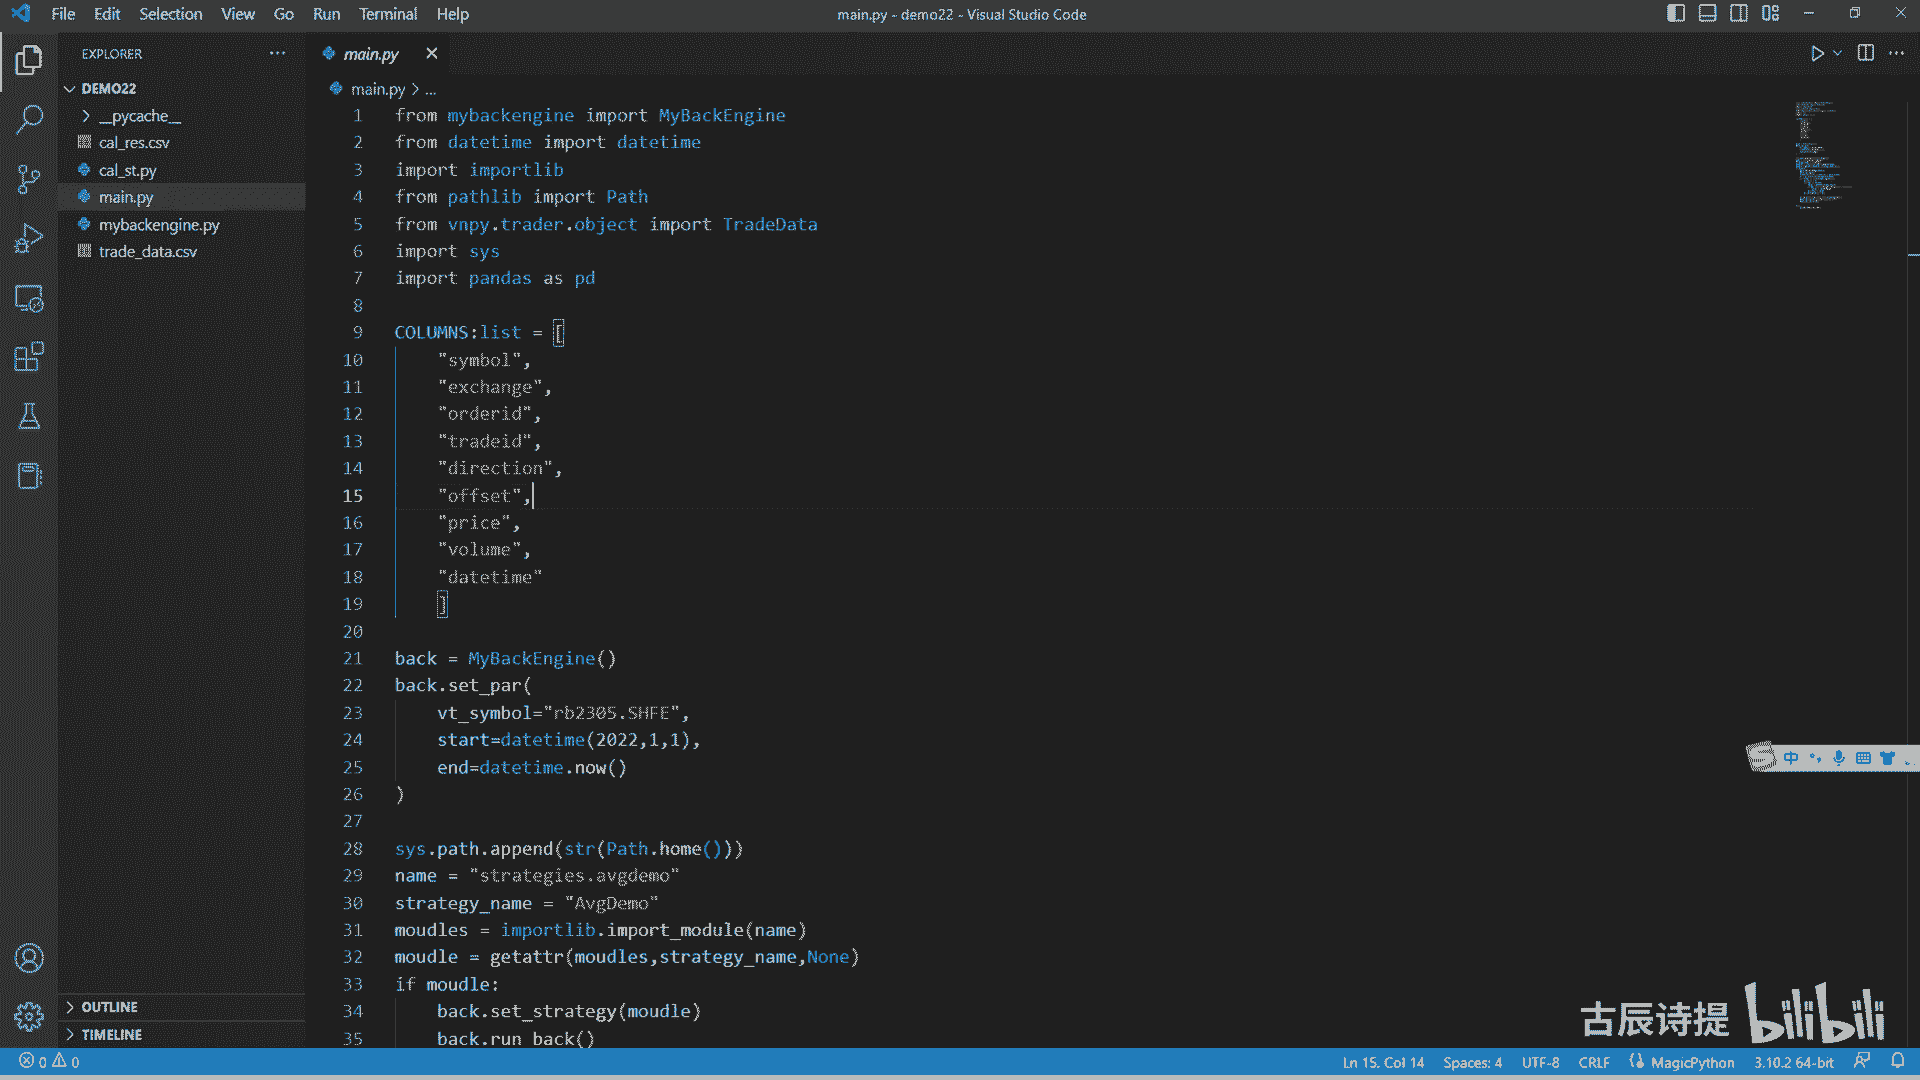 File Edit Selection View Go Run Terminal Help
main.py - demo22 - Visual Studio Code
EXPLORER
DEMO22
__pycache__
cal_res.csv
cal_st.py
main.py
mybackengine.py
trade_data.csv
OUTLINE
TIMELINE
main.py
main.py > ...
1 from mybackengine import MyBackEngine
2 from datetime import datetime
3 import importlib
4 from pathlib import Path
5 from vnpy.trader.object import TradeData
6 import sys
7 import pandas as pd
8
9 COLUMNS:list = [
10 "symbol",
11 "exchange",
12 "orderid",
13 "tradeid",
14 "direction",
15 "offset",
16 "price",
17 "volume",
18 "datetime"
19 ]
20
21 back = MyBackEngine()
22 back.set_par(
23 vt_symbol="rb2305.SHFE",
24 start=datetime(2022,1,1),
25 end=datetime.now()
26 )
27
28 sys.path.append(str(Path.home()))
29 name = "strategies.avgdemo"
30 strategy_name = "AvgDemo"
31 moudles = importlib.import_module(name)
32 moudle = getattr(moudles,strategy_name,None)
33 if moudle:
34 back.set_strategy(moudle)
35 back.run_back()
中
古辰诗提 bilibili
0 0
Ln 15, Col 14 Spaces: 4 UTF-8 CRLF MagicPython 3.10.2 64-bit